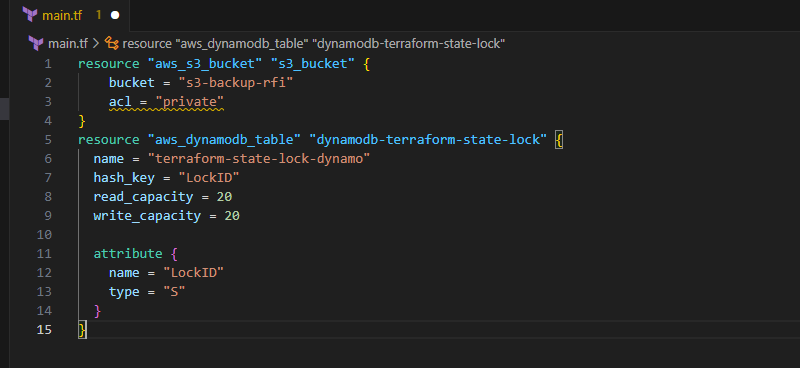 main.tf 1
main.tf > resource "aws_dynamodb_table" "dynamodb-terraform-state-lock"
1 resource "aws_s3_bucket" "s3_bucket" {
2 bucket = "s3-backup-rfi"
3 acl = "private"
4 }
5 resource "aws_dynamodb_table" "dynamodb-terraform-state-lock" {
6 name = "terraform-state-lock-dynamo"
7 hash_key = "LockID"
8 read_capacity = 20
9 write_capacity = 20
10
11 attribute {
12 name = "LockID"
13 type = "S"
14 }
15 }